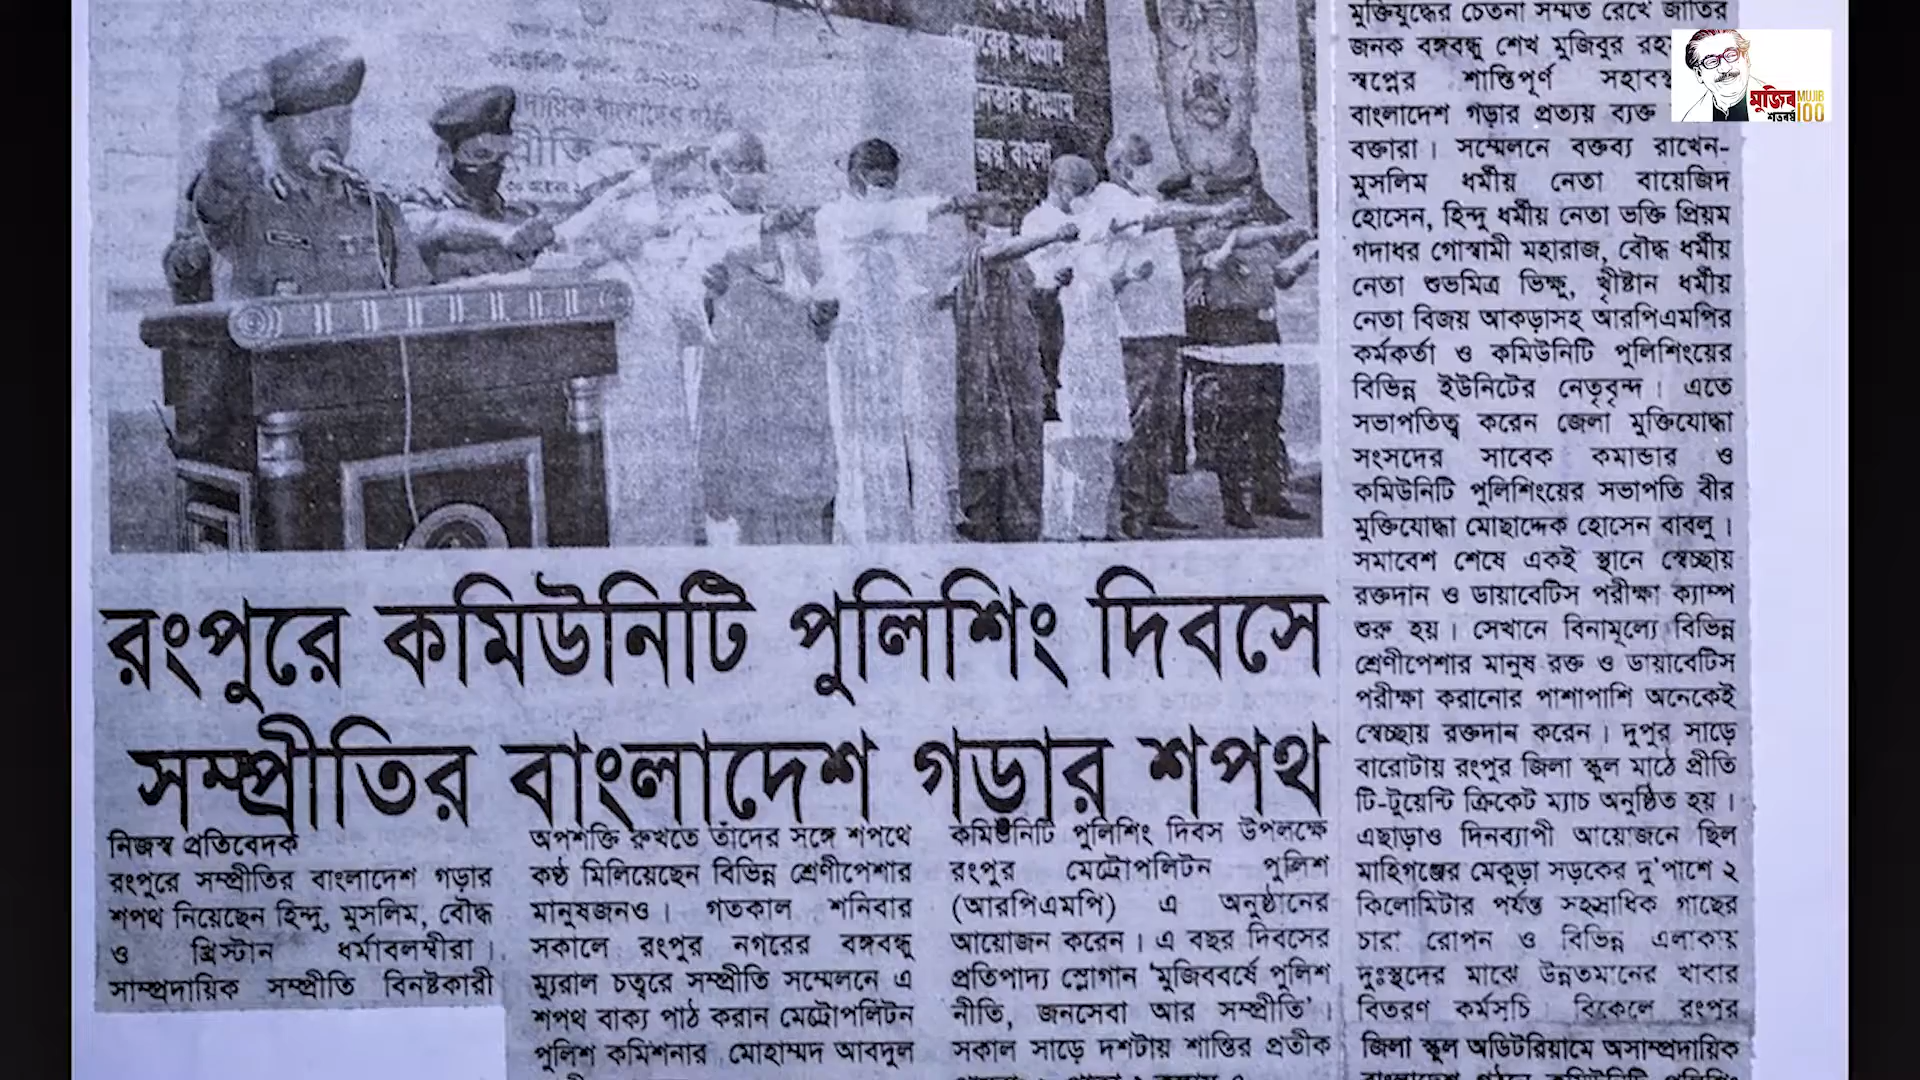 কমিউনিটি পুলিশিং ডে-২০২১
মুক্তিযুদ্ধের চেতনা সম্মত রেখে জাতির
জনক বঙ্গবন্ধু শেখ মুজিবুর
স্বপ্নের শান্তিপূর্ণ
বাংলাদেশ গড়ার প্রত্যয় ব্যক্ত
বক্তারা। সম্মেলনে বক্তব্য রাখেন-
মুসলিম ধর্মীয় নেতা বায়েজিদ
হোসেন, হিন্দু ধর্মীয় নেতা ভক্তি প্রিয়ম
গদাধর গোস্বামী মহারাজ, বৌদ্ধ ধর্মীয়
নেতা শুভমিত্র ভিক্ষু, খ্রীষ্টান ধর্মীয়
নেতা বিজয় আকড়াসহ আরপিএমপির
কর্মকর্তা ও কমিউনিটি পুলিশিংয়ের
বিভিন্ন ইউনিটের নেতৃবৃন্দ। এতে
সভাপতিত্ব করেন জেলা মুক্তিযোদ্ধা
সংসদের সাবেক কমান্ডার ও
কমিউনিটি পুলিশিংয়ের সভাপতি বীর
মুক্তিযোদ্ধা মোছাদ্দেক হোসেন বাবলু।
সমাবেশ শেষে একই স্থানে স্বেচ্ছায়
রক্তদান ও ডায়াবেটিস পরীক্ষা ক্যাম্প
শুরু হয়। সেখানে বিনামূল্যে বিভিন্ন
শ্রেণীপেশার মানুষ রক্ত ও ডায়াবেটিস
পরীক্ষা করানোর পাশাপাশি অনেকেই
স্বেচ্ছায় রক্তদান করেন। দুপুর সাড়ে
বারোটায় রংপুর জিলা স্কুল মাঠে প্রীতি
টি-টুয়েন্টি ক্রিকেট ম্যাচ অনুষ্ঠিত হয়।
এছাড়াও দিনব্যাপী আয়োজনে ছিল
মাহিগঞ্জের মেকুড়া সড়কের দু'পাশে ২
কিলোমিটার পর্যন্ত সহস্রাধিক গাছের
চারা রোপন ও বিভিন্ন এলাকায়
দুঃস্থদের মাঝে উন্নতমানের খাবার
বিতরণ কর্মসূচি বিকেলে রংপুর
জিলা স্কুল অডিটরিয়ামে অসাম্প্রদায়িক
মুজিব
শতবর্ষ
MUJIB
100
রংপুরে কমিউনিটি পুলিশিং দিবসে
সম্প্রীতির বাংলাদেশ গড়ার শপথ
নিজস্ব প্রতিবেদক
রংপুরে সম্প্রীতির বাংলাদেশ গড়ার
শপথ নিয়েছেন হিন্দু, মুসলিম, বৌদ্ধ
ও খ্রিস্টান ধর্মাবলম্বীরা।
সাম্প্রদায়িক সম্প্রীতি বিনষ্টকারী
অপশক্তি রুখতে তাঁদের সঙ্গে শপথে
কণ্ঠ মিলিয়েছেন বিভিন্ন শ্রেণীপেশার
মানুষজনও। গতকাল শনিবার
সকালে রংপুর নগরের বঙ্গবন্ধু
ম্যুরাল চত্বরে সম্প্রীতি সম্মেলনে এ
শপথ বাক্য পাঠ করান মেট্রোপলিটন
পুলিশ কমিশনার মোহাম্মদ আবদুল
কমিউনিটি পুলিশিং দিবস উপলক্ষে
রংপুর মেট্রোপলিটন পুলিশ
(আরপিএমপি) এ অনুষ্ঠানের
আয়োজন করেন। এ বছর দিবসের
প্রতিপাদ্য স্লোগান 'মুজিববর্ষে পুলিশ
নীতি, জনসেবা আর সম্প্রীতি'।
সকাল সাড়ে দশটায় শান্তির প্রতীক